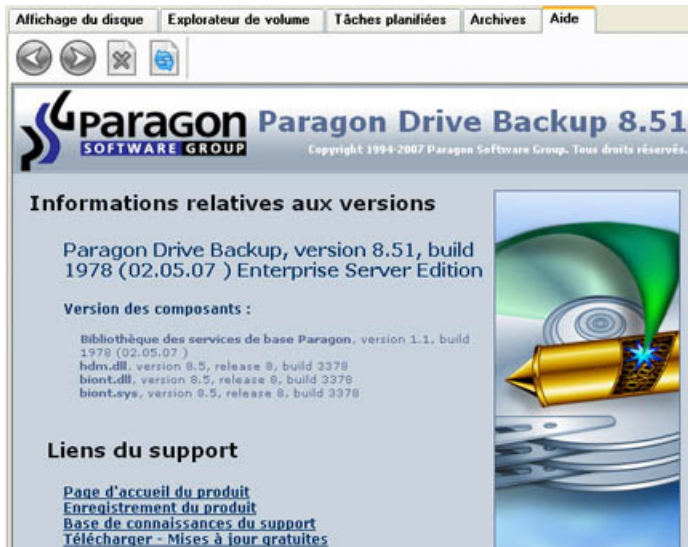 Affichage du disque Explorateur de volume Tâches planifiées Archives Aide
Paragon Drive Backup 8.51
paragon
SOFTWARE GROUP
Copyright 1994-2007 Paragon Software Group. Tous droits réservés.
Informations relatives aux versions
Paragon Drive Backup, version 8.51, build
1978 (02.05.07 ) Enterprise Server Edition
Version des composants :
Bibliothèque des services de base Paragon, version 1.1, build
1978 (02.05.07 )
hdm.dll, version 8.5, release 8, build 3378
biont.dll, version 8.5, release 8, build 3378
biont.sys, version 8.5, release 8, build 3378
Liens du support
Page d'accueil du produit
Enregistrement du produit
Base de connaissances du support
Télécharger - Mises à jour gratuites